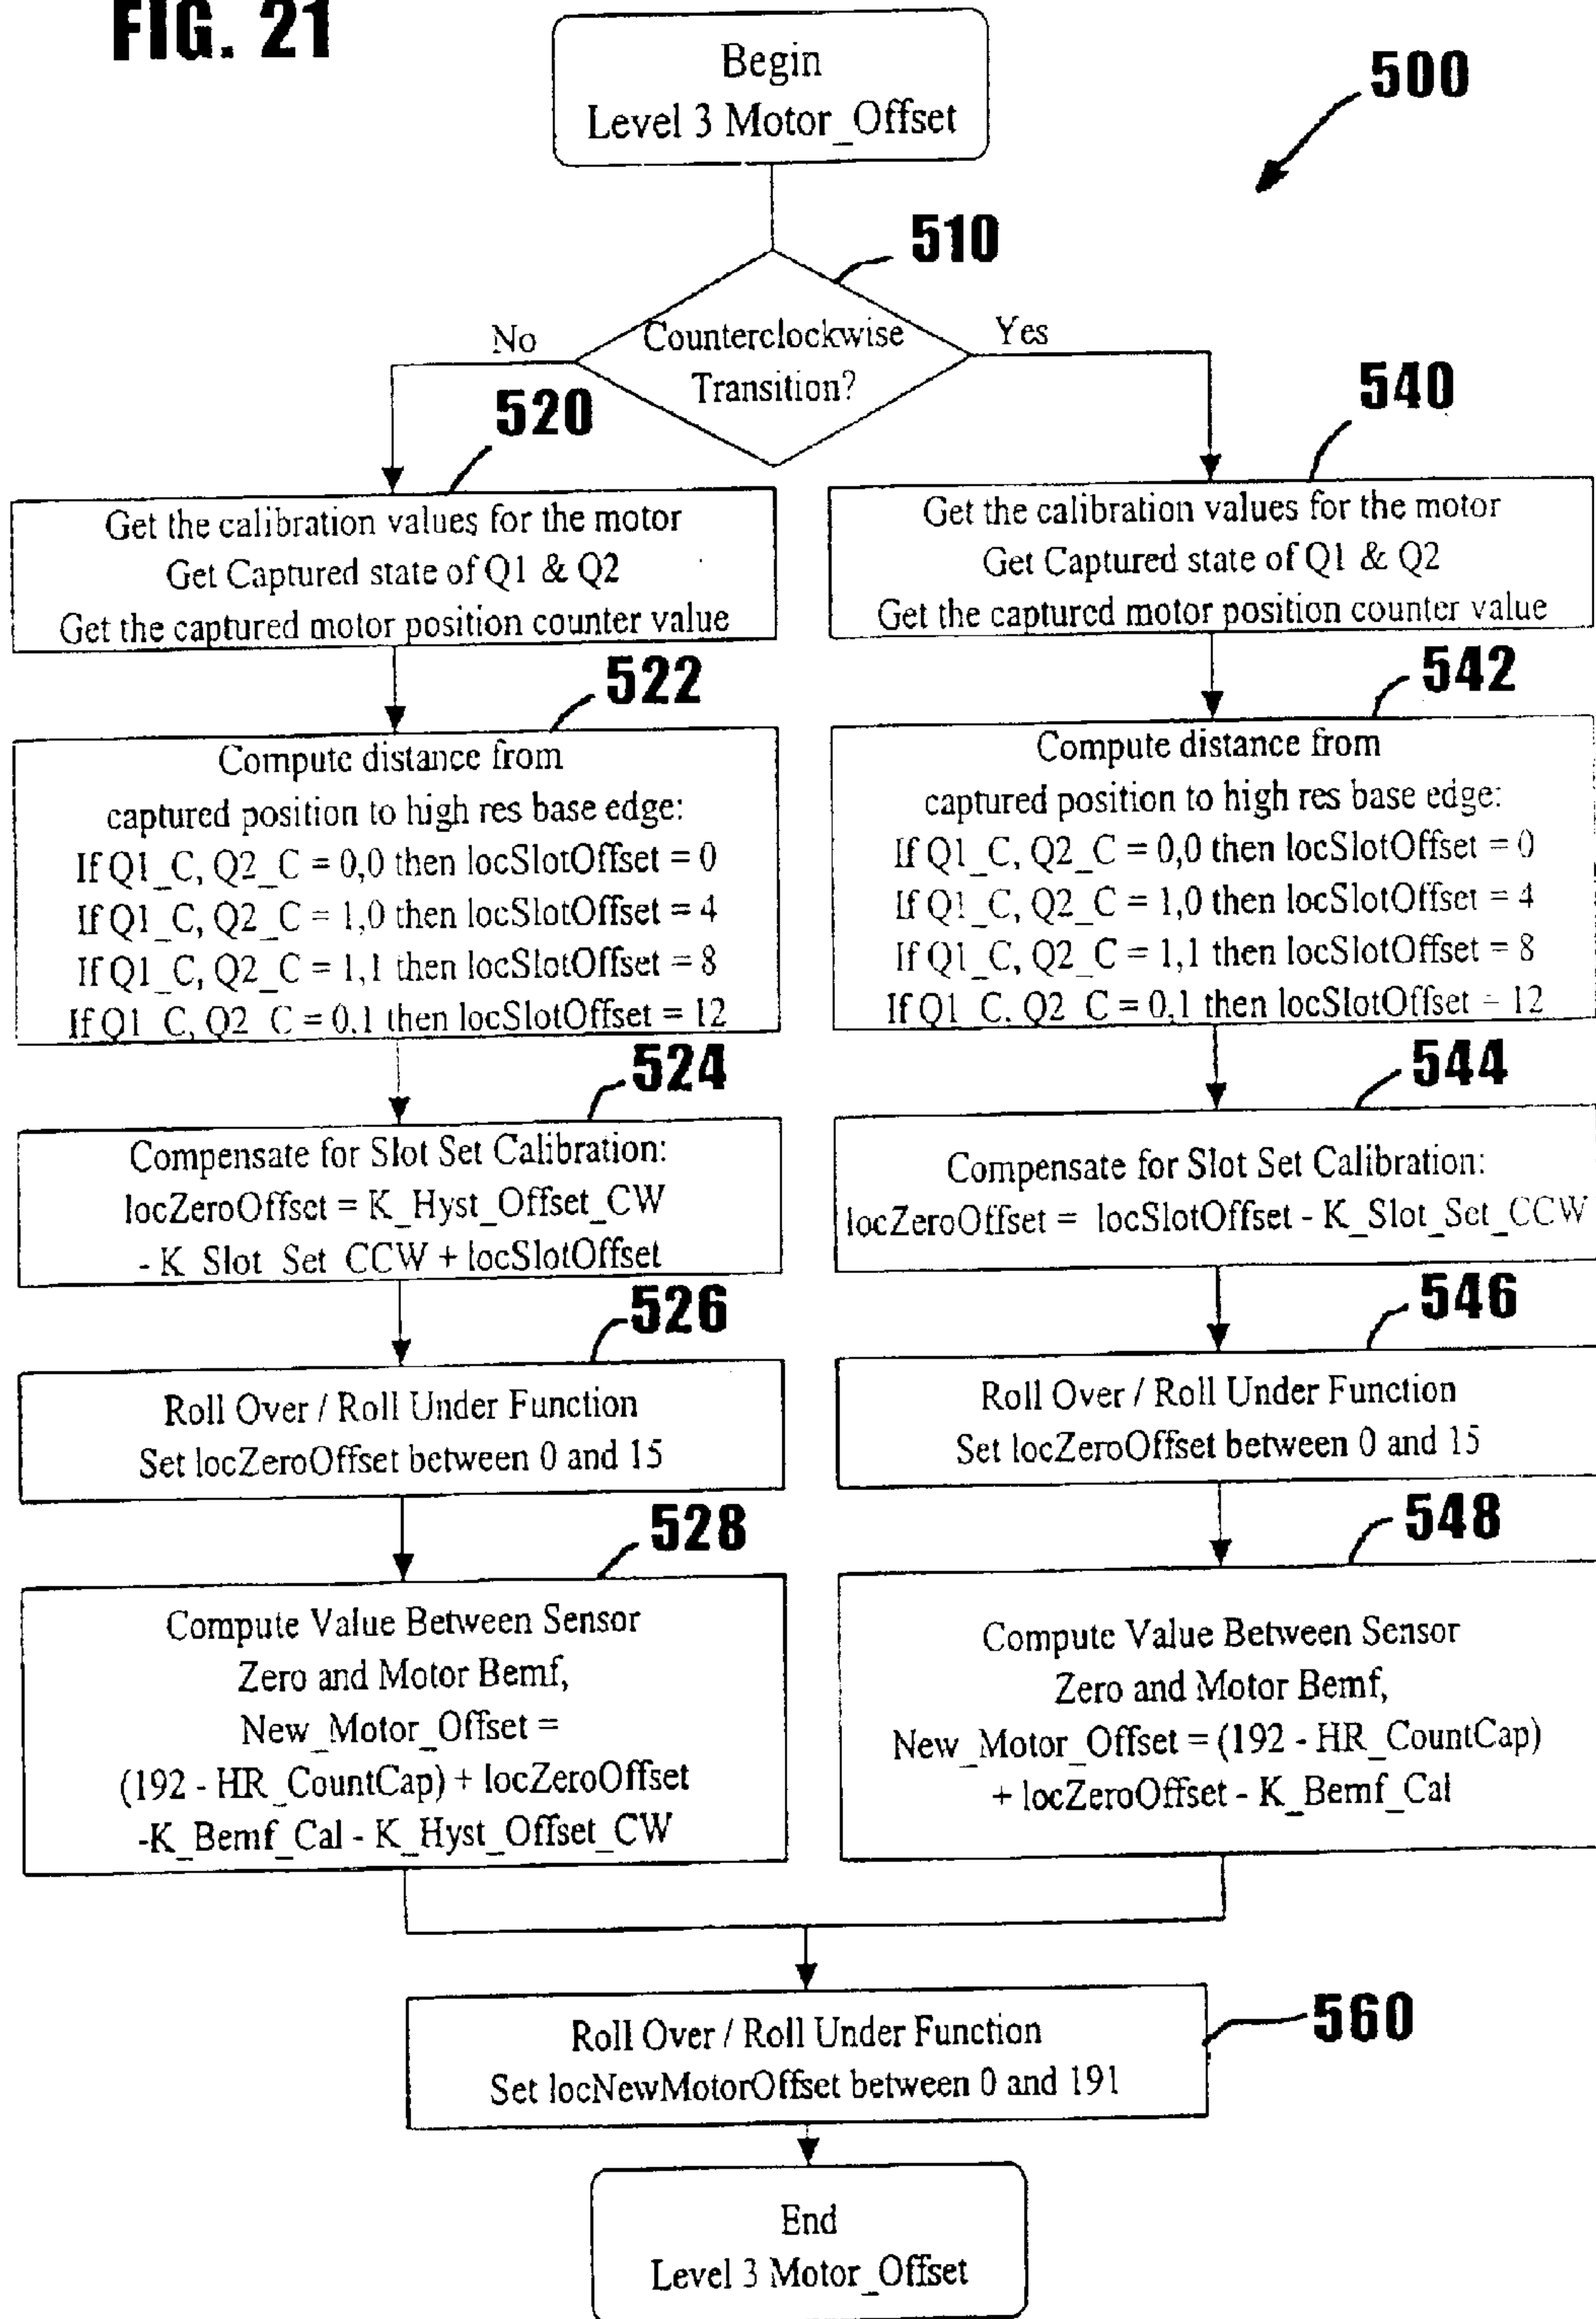 FIG. 21
Begin
Level 3 Motor_Offset
500
510
Counterclockwise
Transition?
No
Yes
520
Get the calibration values for the motor
Get Captured state of Q1 & Q2
Get the captured motor position counter value
522
Compute distance from
captured position to high res base edge:
If Q1_C, Q2_C = 0,0 then locSlotOffset = 0
If Q1_C, Q2_C = 1,0 then locSlotOffset = 4
If Q1_C, Q2_C = 1,1 then locSlotOffset = 8
If Q1_C, Q2_C = 0,1 then locSlotOffset = 12
524
Compensate for Slot Set Calibration:
locZeroOffset = K_Hyst_Offset_CW
- K_Slot_Set_CCW + locSlotOffset
526
Roll Over / Roll Under Function
Set locZeroOffset between 0 and 15
528
Compute Value Between Sensor
Zero and Motor Bemf,
New_Motor_Offset =
(192 - HR_CountCap) + locZeroOffset
-K_Bemf_Cal - K_Hyst_Offset_CW
540
Get the calibration values for the motor
Get Captured state of Q1 & Q2
Get the captured motor position counter value
542
Compute distance from
captured position to high res base edge:
If Q1_C, Q2_C = 0,0 then locSlotOffset = 0
If Q1_C, Q2_C = 1,0 then locSlotOffset = 4
If Q1_C, Q2_C = 1,1 then locSlotOffset = 8
If Q1_C, Q2_C = 0,1 then locSlotOffset = 12
544
Compensate for Slot Set Calibration:
locZeroOffset = locSlotOffset - K_Slot_Set_CCW
546
Roll Over / Roll Under Function
Set locZeroOffset between 0 and 15
548
Compute Value Between Sensor
Zero and Motor Bemf,
New_Motor_Offset = (192 - HR_CountCap)
+ locZeroOffset - K_Bemf_Cal
560
Roll Over / Roll Under Function
Set locNewMotorOffset between 0 and 191
End
Level 3 Motor_Offset